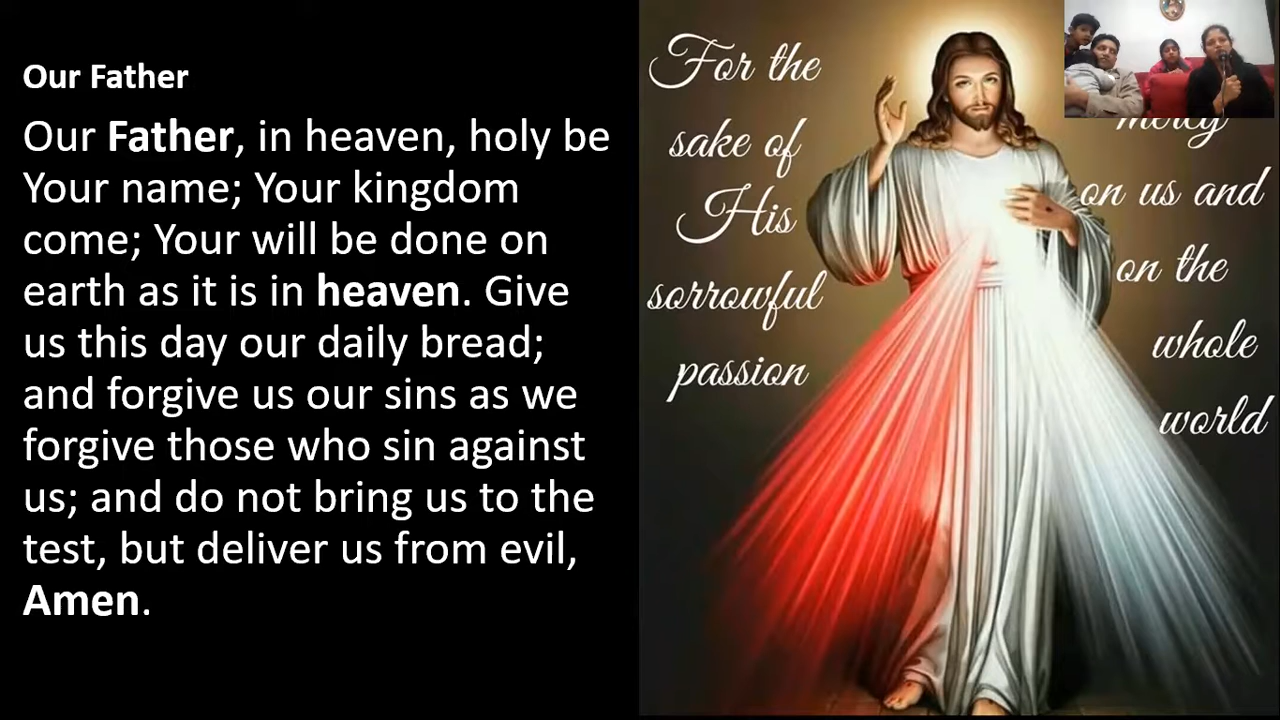 Our Father
Our Father, in heaven, holy be
Your name; Your kingdom
come; Your will be done on
earth as it is in heaven. Give
us this day our daily bread;
and forgive us our sins as we
forgive those who sin against
us; and do not bring us to the
test, but deliver us from evil,
Amen.
For the
sake of
His
sorrowful
passion
mercy
on us and
on the
whole
world